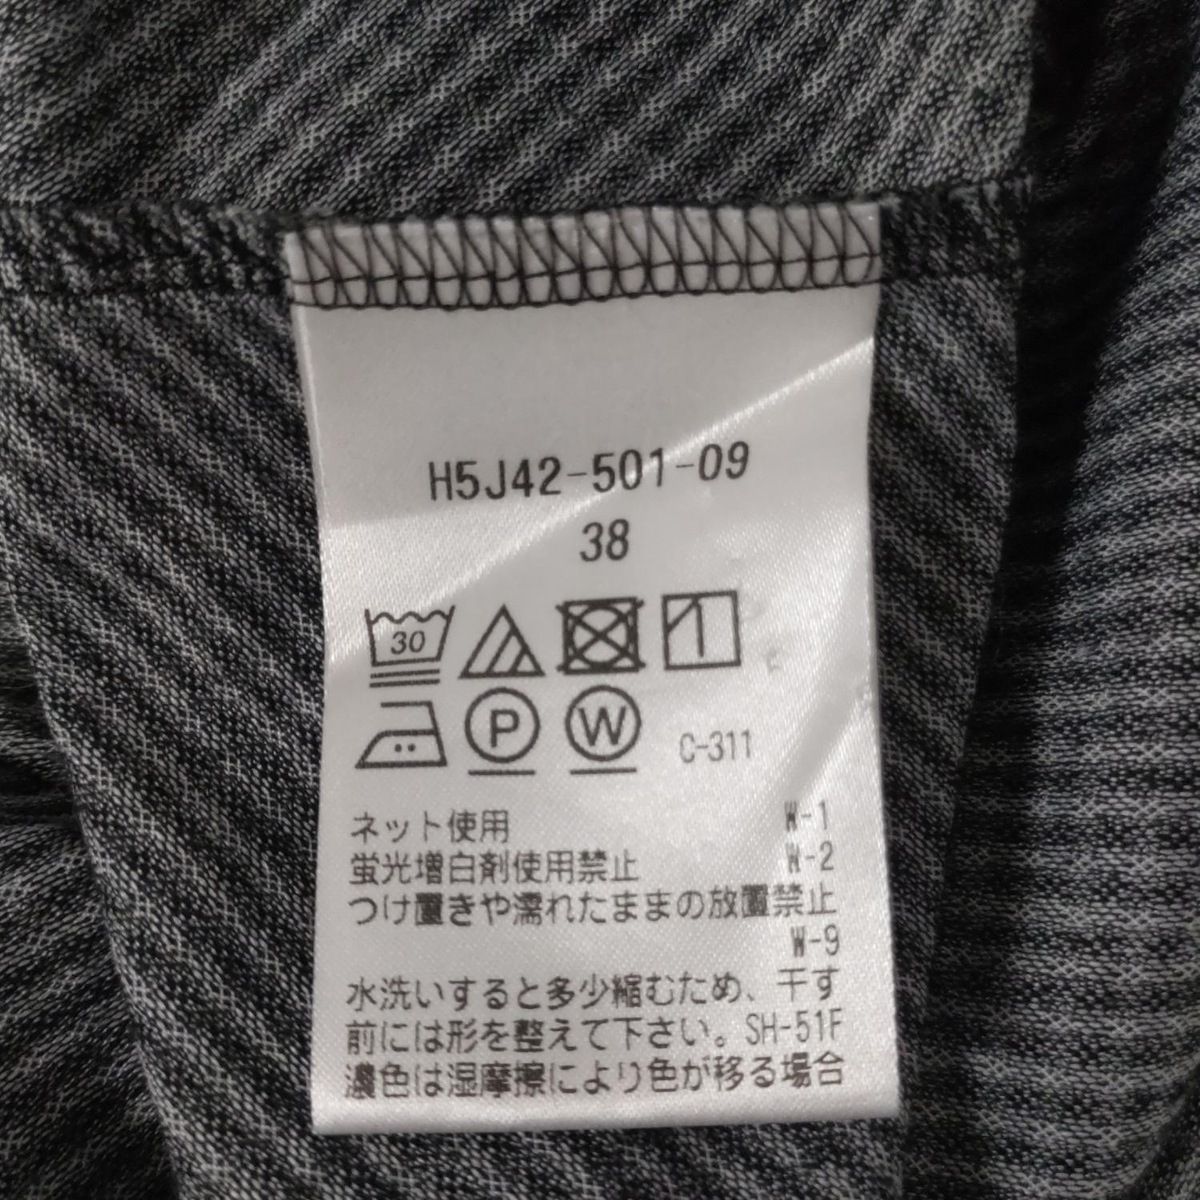 H5J42-501-09
38
30
P W C-311
ネット使用 W-1
蛍光増白剤使用禁止 W-2
つけ置きや濡れたままの放置禁止
W-9
水洗いすると多少縮むため、干す
前には形を整えて下さい。SH-51F
濃色は湿摩擦により色が移る場合